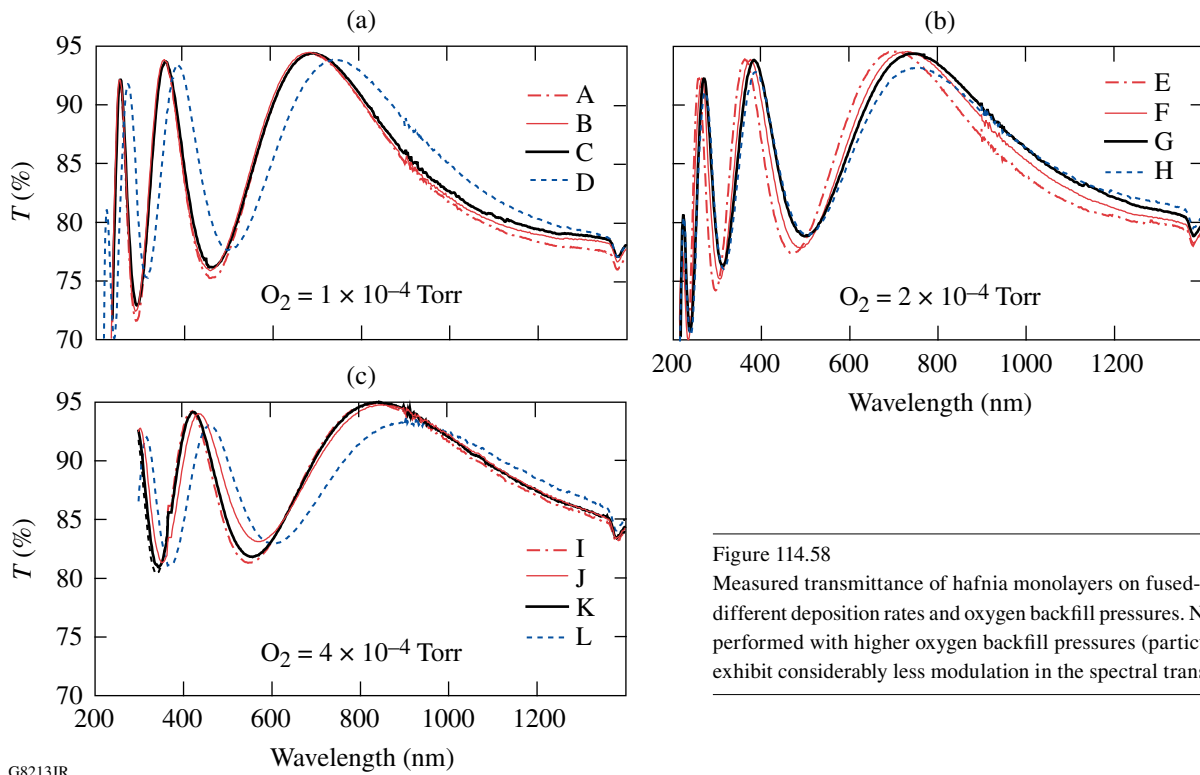 (a)
95
90
85
80
75
70
T (%)
A
B
C
D
O₂ = 1 × 10⁻⁴ Torr
(b)
E
F
G
H
O₂ = 2 × 10⁻⁴ Torr
200 400 600 800 1000 1200
Wavelength (nm)
(c)
95
90
85
80
75
70
T (%)
I
J
K
L
O₂ = 4 × 10⁻⁴ Torr
200 400 600 800 1000 1200
Wavelength (nm)
G8213JR
Figure 114.58
Measured transmittance of hafnia monolayers on fused-
different deposition rates and oxygen backfill pressures. N
performed with higher oxygen backfill pressures (partic
exhibit considerably less modulation in the spectral trans